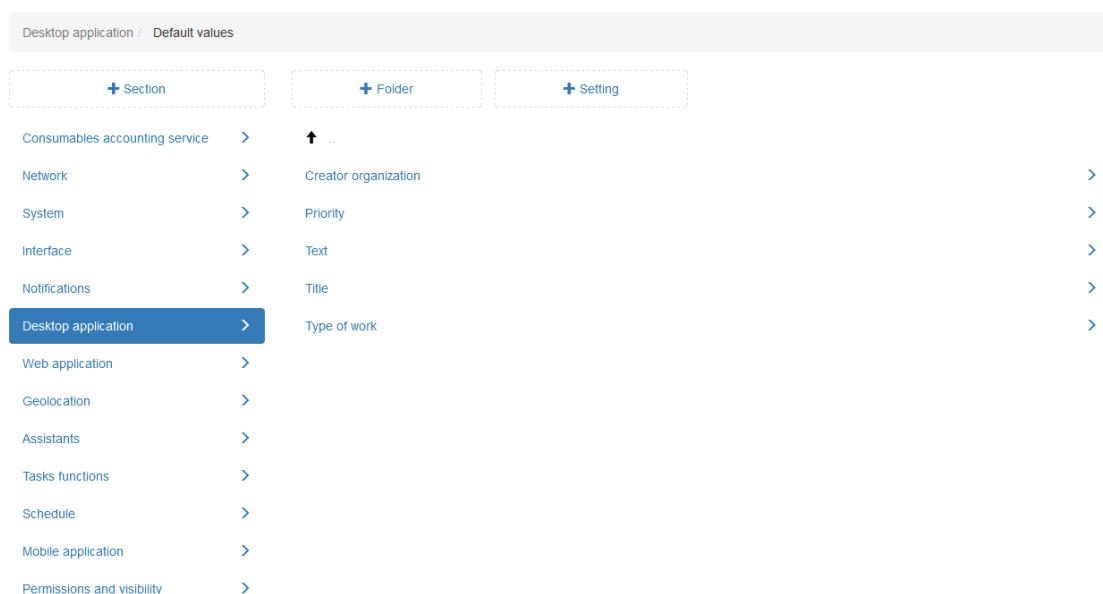 Desktop application / Default values
+ Section
+ Folder
+ Setting
Consumables accounting service
Network
System
Interface
Notifications
Desktop application
Web application
Geolocation
Assistants
Tasks functions
Schedule
Mobile application
Permissions and visibility
..
Creator organization
Priority
Text
Title
Type of work